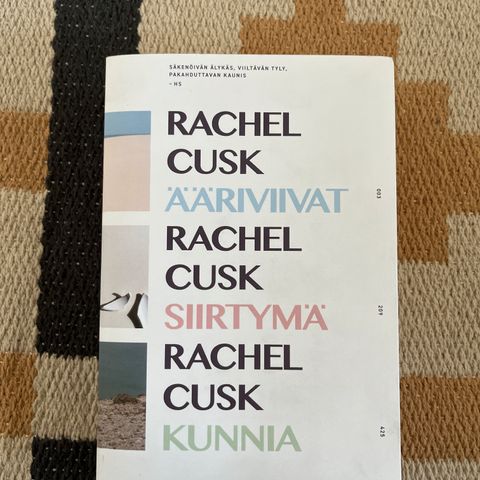 SÄKENÖIVÄN ÄLYKÄS, VIILTÄVÄN TYLY,
PAKAHDUTTAVAN KAUNIS
– HS
RACHEL
CUSK
ÄÄRIVIIVAT
003
RACHEL
CUSK
SIIRTYMÄ
209
RACHEL
CUSK
KUNNIA
425